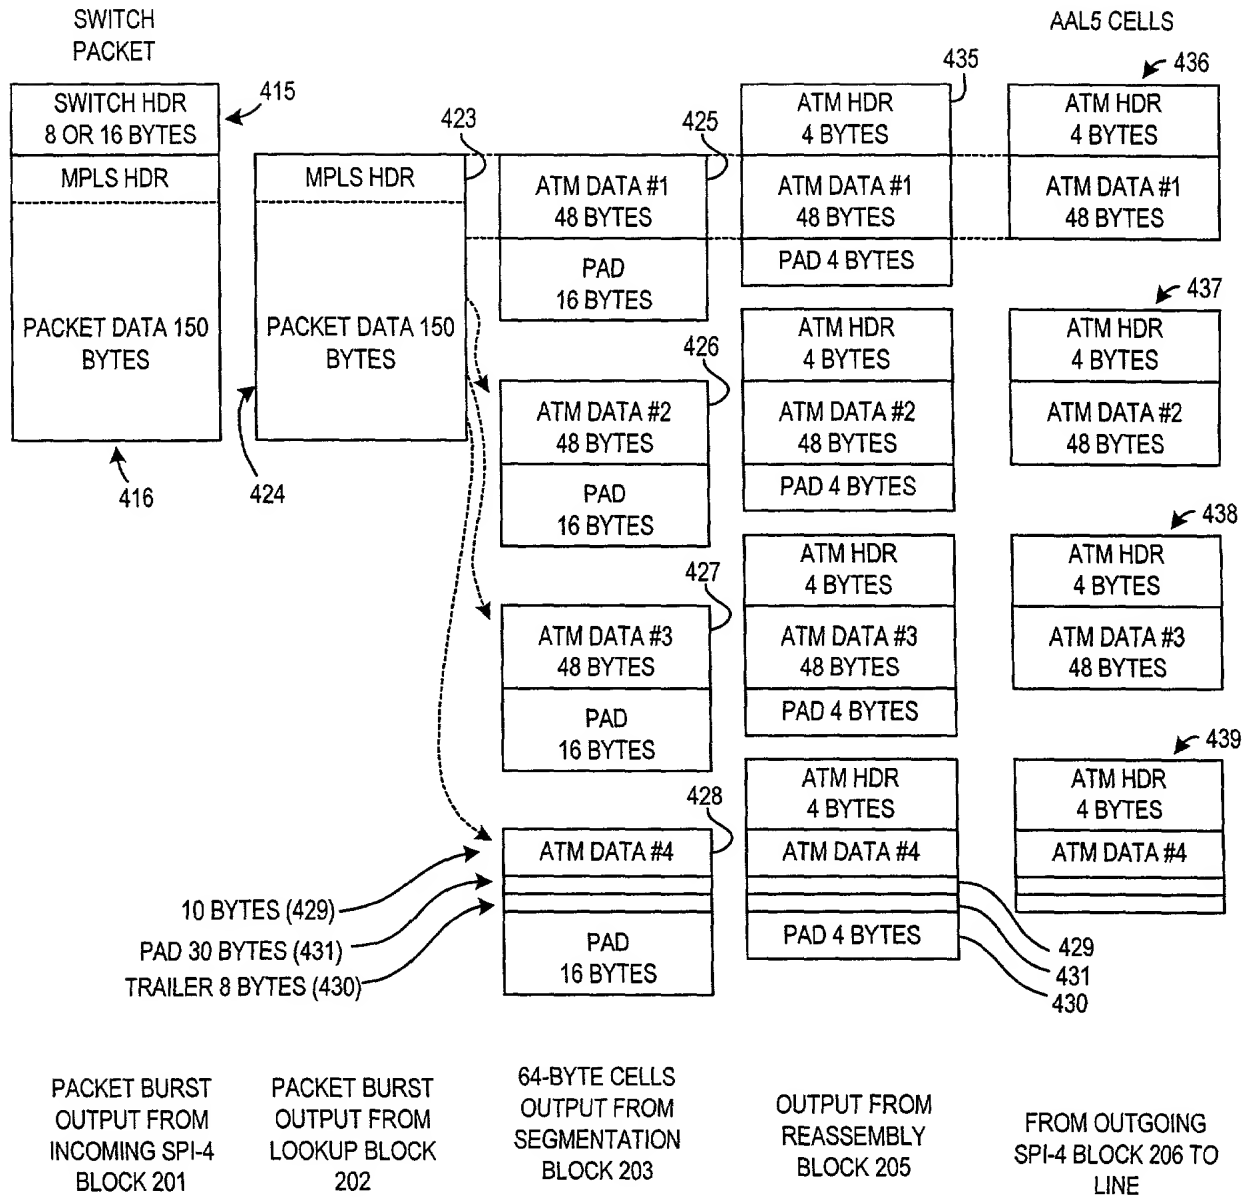 SWITCH
PACKET
SWITCH HDR
8 OR 16 BYTES
MPLS HDR
PACKET DATA 150
BYTES
415
416
423
MPLS HDR
PACKET DATA 150
BYTES
424
425
ATM DATA #1
48 BYTES
PAD
16 BYTES
426
ATM DATA #2
48 BYTES
PAD
16 BYTES
427
ATM DATA #3
48 BYTES
PAD
16 BYTES
428
ATM DATA #4
PAD
16 BYTES
10 BYTES (429)
PAD 30 BYTES (431)
TRAILER 8 BYTES (430)
435
ATM HDR
4 BYTES
ATM DATA #1
48 BYTES
PAD 4 BYTES
ATM HDR
4 BYTES
ATM DATA #2
48 BYTES
PAD 4 BYTES
ATM HDR
4 BYTES
ATM DATA #3
48 BYTES
PAD 4 BYTES
ATM HDR
4 BYTES
ATM DATA #4
PAD 4 BYTES
429
431
430
AAL5 CELLS
436
ATM HDR
4 BYTES
ATM DATA #1
48 BYTES
437
ATM HDR
4 BYTES
ATM DATA #2
48 BYTES
438
ATM HDR
4 BYTES
ATM DATA #3
48 BYTES
439
ATM HDR
4 BYTES
ATM DATA #4
PACKET BURST
OUTPUT FROM
INCOMING SPI-4
BLOCK 201
PACKET BURST
OUTPUT FROM
LOOKUP BLOCK
202
64-BYTE CELLS
OUTPUT FROM
SEGMENTATION
BLOCK 203
OUTPUT FROM
REASSEMBLY
BLOCK 205
FROM OUTGOING
SPI-4 BLOCK 206 TO
LINE